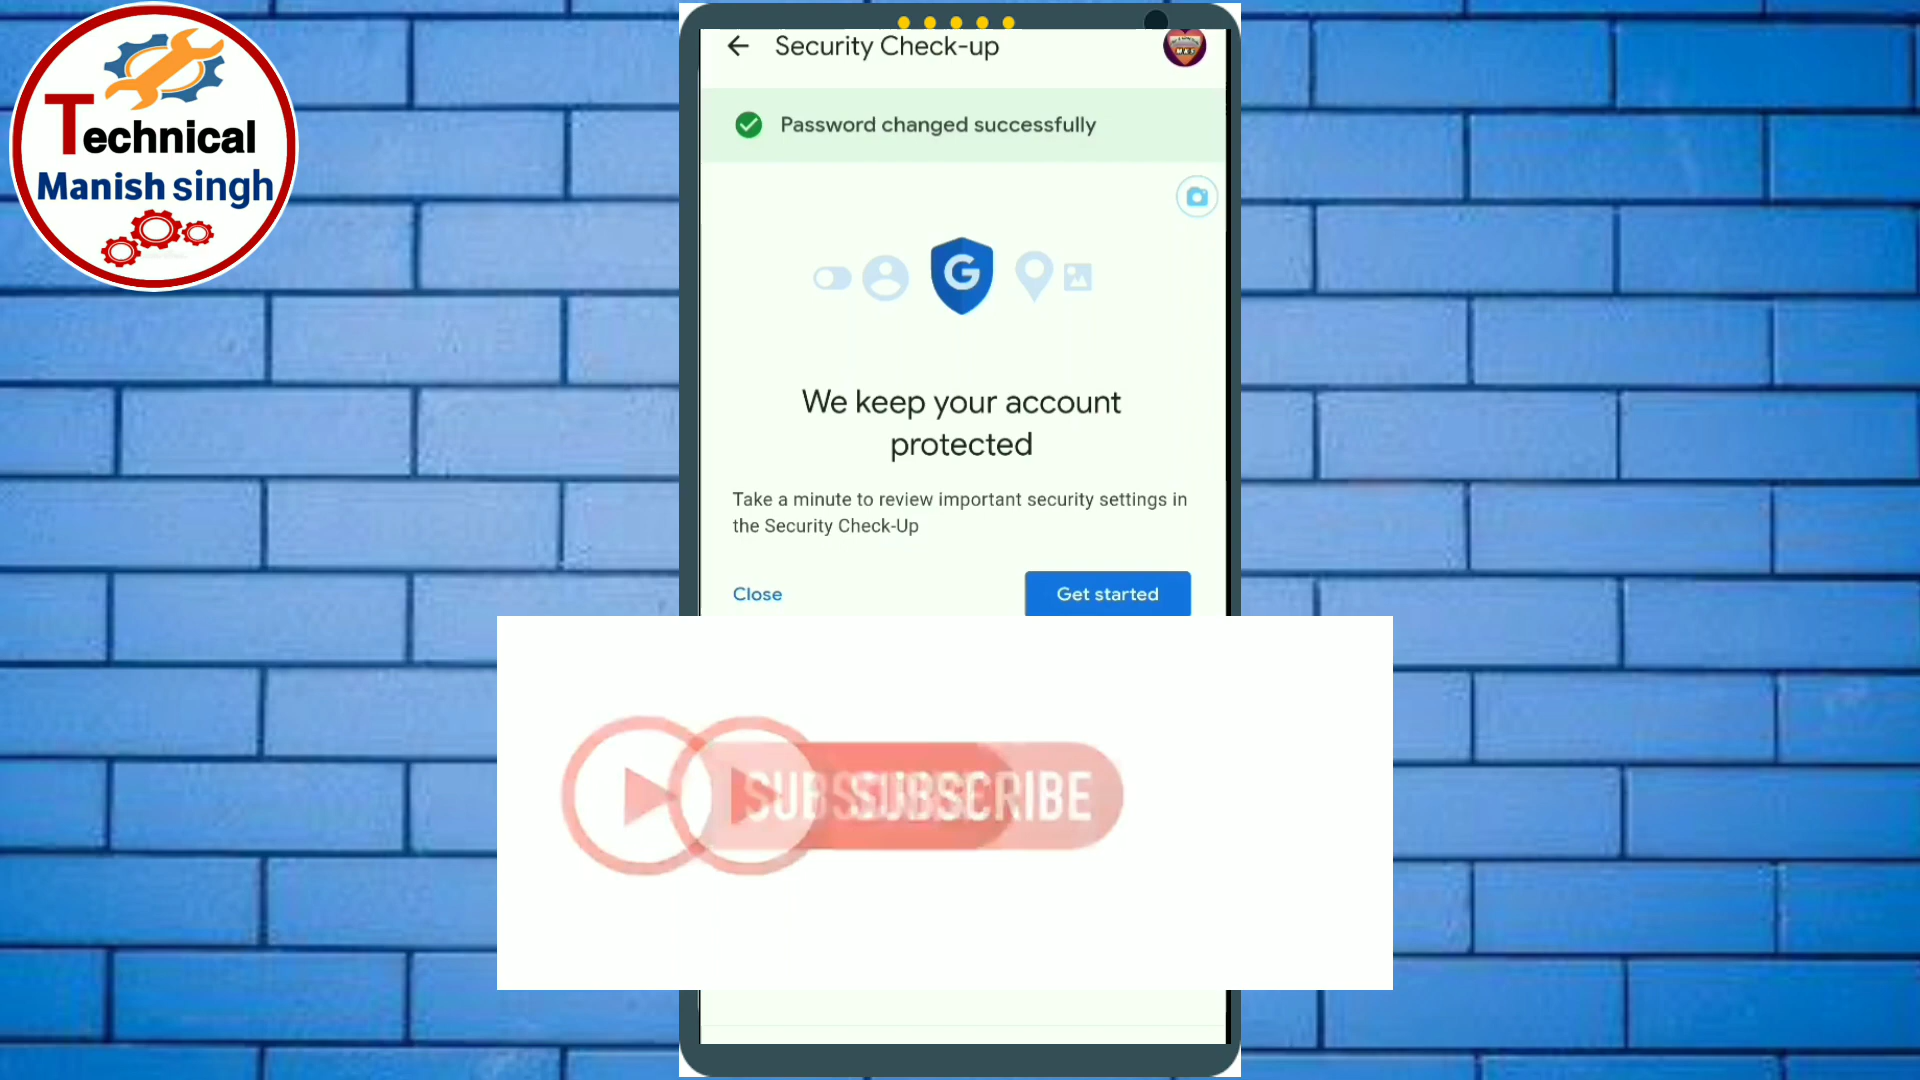 Technical
Manish singh
Security Check-up
Password changed successfully
We keep your account
protected
Take a minute to review important security settings in
the Security Check-Up
Close
Get started
SUBSCRIBE